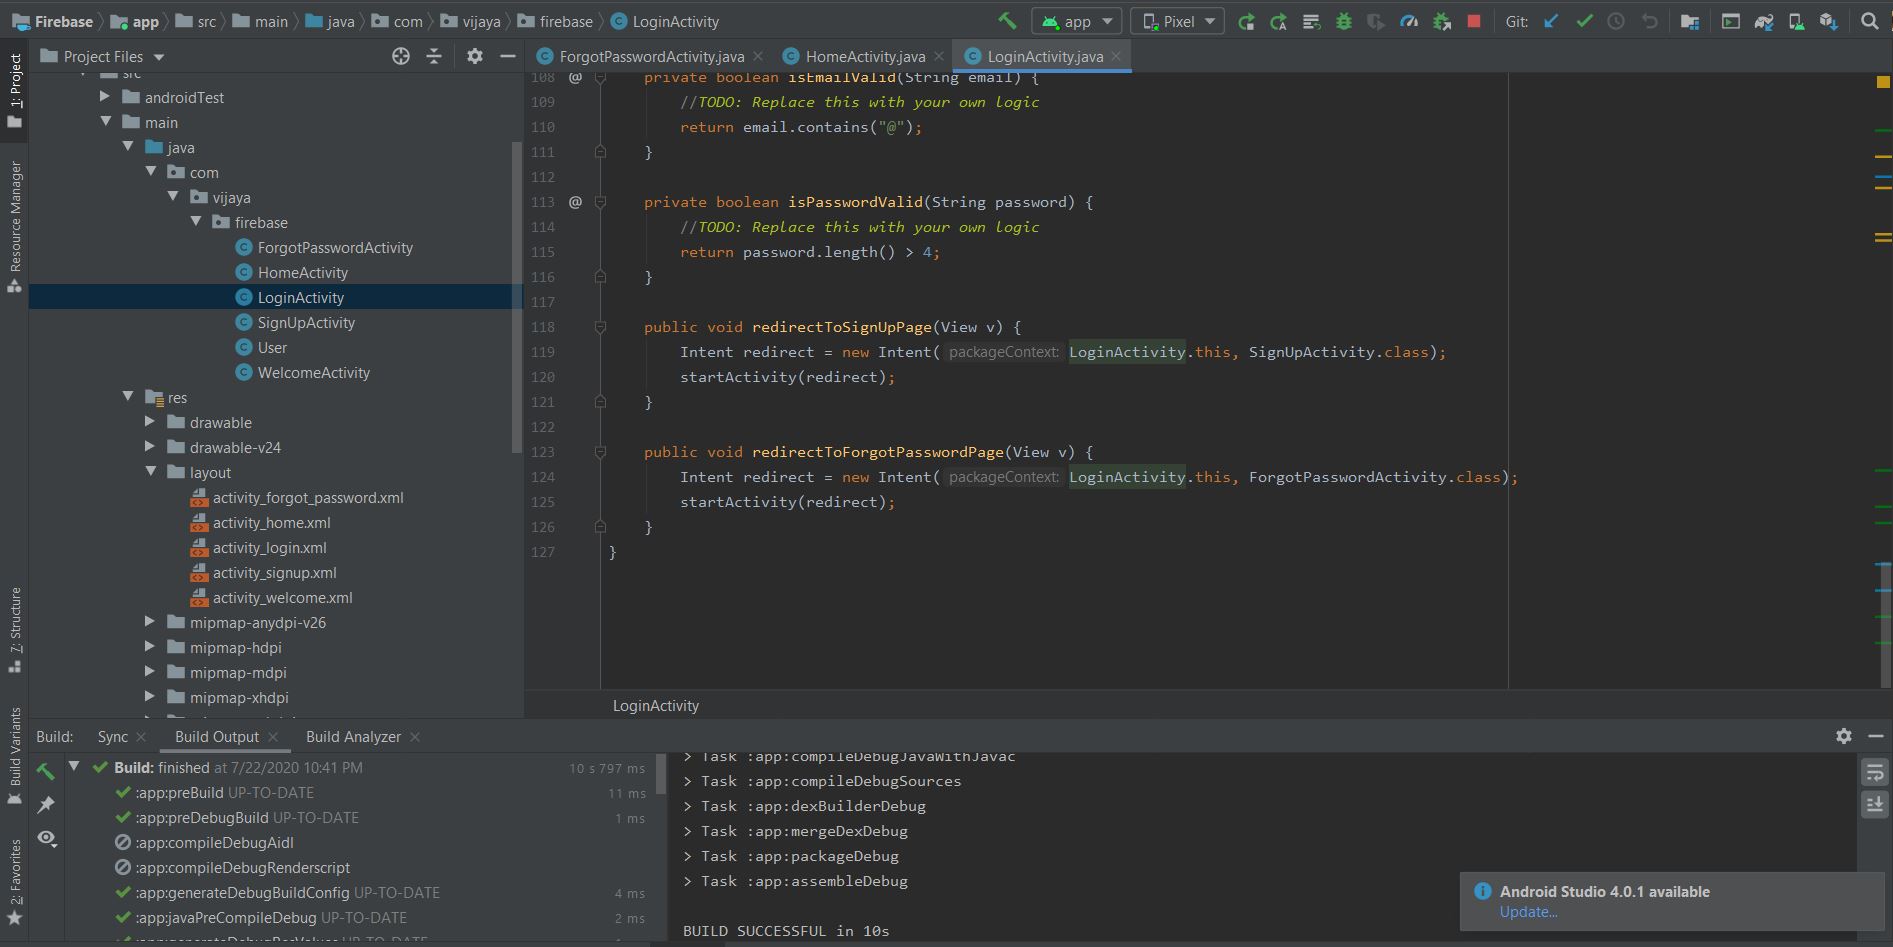 Firebase app src main java com vijaya firebase LoginActivity app Pixel Git:
1: Project
Resource Manager
7: Structure
Build Variants
2: Favorites
Project Files
src
androidTest
main
java
com
vijaya
firebase
ForgotPasswordActivity
HomeActivity
LoginActivity
SignUpActivity
User
WelcomeActivity
res
drawable
drawable-v24
layout
activity_forgot_password.xml
activity_home.xml
activity_login.xml
activity_signup.xml
activity_welcome.xml
mipmap-anydpi-v26
mipmap-hdpi
mipmap-mdpi
mipmap-xhdpi
ForgotPasswordActivity.java HomeActivity.java LoginActivity.java
108 @ private boolean isEmailValid(String email) {
109 //TODO: Replace this with your own logic
110 return email.contains("@");
111 }
112
113 @ private boolean isPasswordValid(String password) {
114 //TODO: Replace this with your own logic
115 return password.length() > 4;
116 }
117
118 public void redirectToSignUpPage(View v) {
119 Intent redirect = new Intent( packageContext: LoginActivity.this, SignUpActivity.class);
120 startActivity(redirect);
121 }
122
123 public void redirectToForgotPasswordPage(View v) {
124 Intent redirect = new Intent( packageContext: LoginActivity.this, ForgotPasswordActivity.class);
125 startActivity(redirect);
126 }
127 }
LoginActivity
Build: Sync Build Output Build Analyzer
Build: finished at 7/22/2020 10:41 PM 10 s 797 ms
:app:preBuild UP-TO-DATE 11 ms
:app:preDebugBuild UP-TO-DATE 1 ms
:app:compileDebugAidl
:app:compileDebugRenderscript
:app:generateDebugBuildConfig UP-TO-DATE 4 ms
:app:javaPreCompileDebug UP-TO-DATE 2 ms
:app:generateDebugResValues UP-TO-DATE
> Task :app:compileDebugJavaWithJavac
> Task :app:compileDebugSources
> Task :app:dexBuilderDebug
> Task :app:mergeDexDebug
> Task :app:packageDebug
> Task :app:assembleDebug
BUILD SUCCESSFUL in 10s
Android Studio 4.0.1 available
Update...